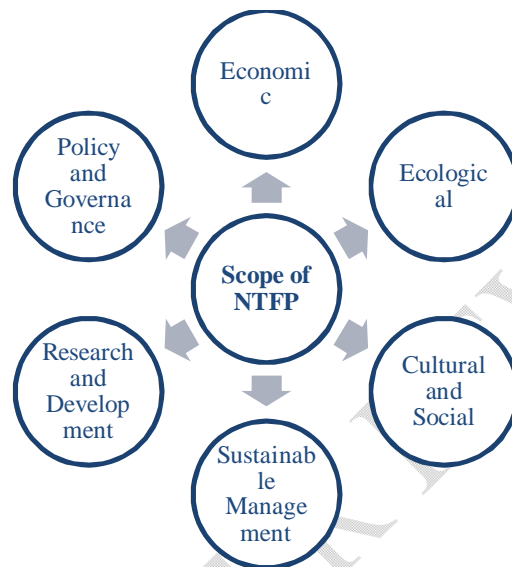 Economi
c
Policy
and
Governa
nce
Ecologic
al
Scope of
NTFP
Research
and
Develop
ment
Cultural
and
Social
Sustainab
le
Manage
ment